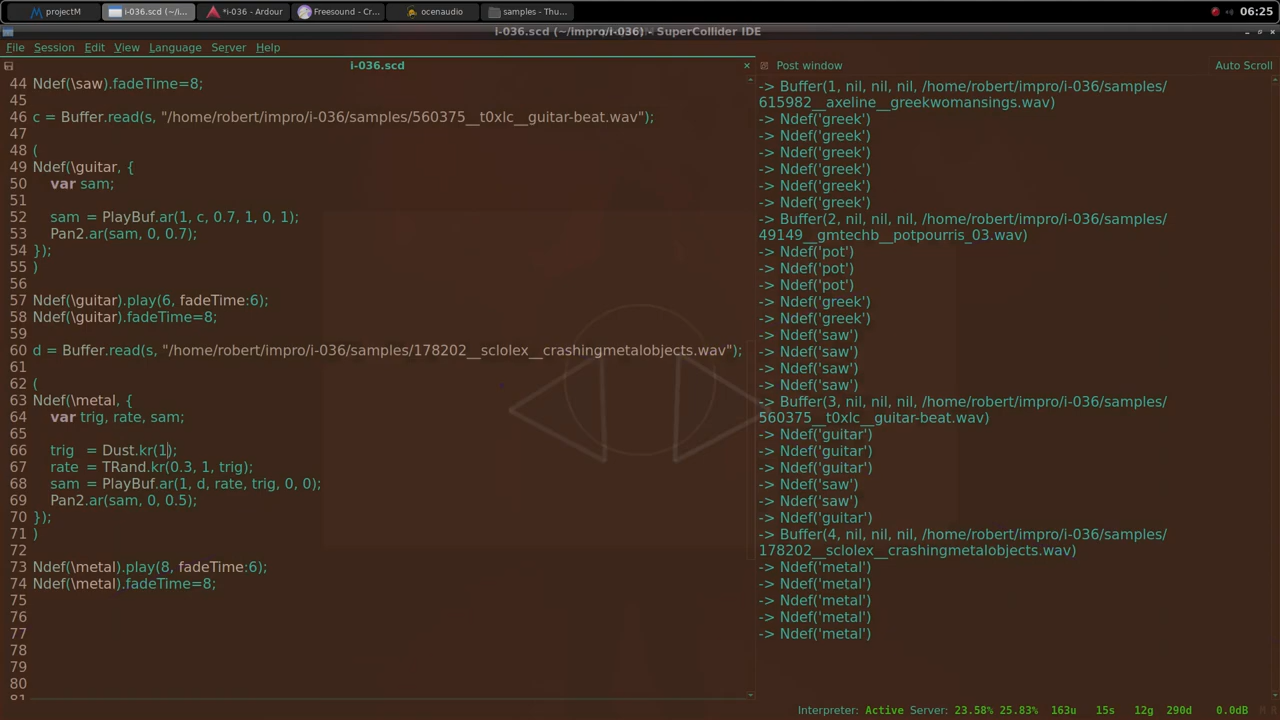 projectM
i-036.scd (~/i...
*i-036 - Ardour
Freesound - Cr...
ocenaudio
samples - Thu...
06:25
i-036.scd (~/impro/i-036) - SuperCollider IDE
File Session Edit View Language Server Help
i-036.scd
44 Ndef(\saw).fadeTime=8;
45
46 c = Buffer.read(s, "/home/robert/impro/i-036/samples/560375__t0xlc__guitar-beat.wav");
47
48 (
49 Ndef(\guitar, {
50 var sam;
51
52 sam = PlayBuf.ar(1, c, 0.7, 1, 0, 1);
53 Pan2.ar(sam, 0, 0.7);
54 });
55 )
56
57 Ndef(\guitar).play(6, fadeTime:6);
58 Ndef(\guitar).fadeTime=8;
59
60 d = Buffer.read(s, "/home/robert/impro/i-036/samples/178202__sclolex__crashingmetalobjects.wav");
61
62 (
63 Ndef(\metal, {
64 var trig, rate, sam;
65
66 trig = Dust.kr(1);
67 rate = TRand.kr(0.3, 1, trig);
68 sam = PlayBuf.ar(1, d, rate, trig, 0, 0);
69 Pan2.ar(sam, 0, 0.5);
70 });
71 )
72
73 Ndef(\metal).play(8, fadeTime:6);
74 Ndef(\metal).fadeTime=8;
75
76
77
78
79
80
81
Post window
Auto Scroll
-> Buffer(1, nil, nil, nil, /home/robert/impro/i-036/samples/
615982__axeline__greekwomansings.wav)
-> Ndef('greek')
-> Ndef('greek')
-> Ndef('greek')
-> Ndef('greek')
-> Ndef('greek')
-> Ndef('greek')
-> Buffer(2, nil, nil, nil, /home/robert/impro/i-036/samples/
49149__gmtechb__potpourris_03.wav)
-> Ndef('pot')
-> Ndef('pot')
-> Ndef('pot')
-> Ndef('greek')
-> Ndef('greek')
-> Ndef('saw')
-> Ndef('saw')
-> Ndef('saw')
-> Ndef('saw')
-> Buffer(3, nil, nil, nil, /home/robert/impro/i-036/samples/
560375__t0xlc__guitar-beat.wav)
-> Ndef('guitar')
-> Ndef('guitar')
-> Ndef('guitar')
-> Ndef('saw')
-> Ndef('saw')
-> Ndef('guitar')
-> Buffer(4, nil, nil, nil, /home/robert/impro/i-036/samples/
178202__sclolex__crashingmetalobjects.wav)
-> Ndef('metal')
-> Ndef('metal')
-> Ndef('metal')
-> Ndef('metal')
-> Ndef('metal')
Interpreter: Active Server: 23.58% 25.83% 163u 15s 12g 290d 0.0dB